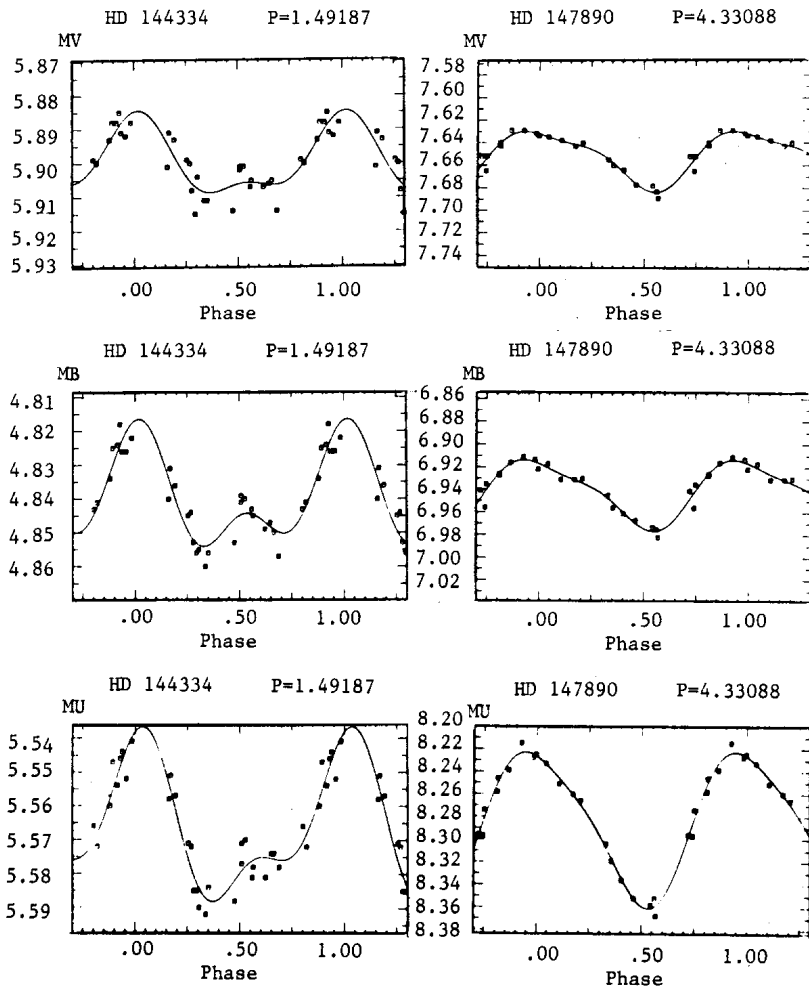 HD 144334 P=1.49187
MV
5.87
5.88
5.89
5.90
5.91
5.92
5.93
.00 .50 1.00
Phase
HD 147890 P=4.33088
MV
7.58
7.60
7.62
7.64
7.66
7.68
7.70
7.72
7.74
.00 .50 1.00
Phase
HD 144334 P=1.49187
MB
4.81
4.82
4.83
4.84
4.85
4.86
.00 .50 1.00
Phase
HD 147890 P=4.33088
MB
6.86
6.88
6.90
6.92
6.94
6.96
6.98
7.00
7.02
.00 .50 1.00
Phase
HD 144334 P=1.49187
MU
5.54
5.55
5.56
5.57
5.58
5.59
.00 .50 1.00
Phase
HD 147890 P=4.33088
MU
8.20
8.22
8.24
8.26
8.28
8.30
8.32
8.34
8.36
8.38
.00 .50 1.00
Phase